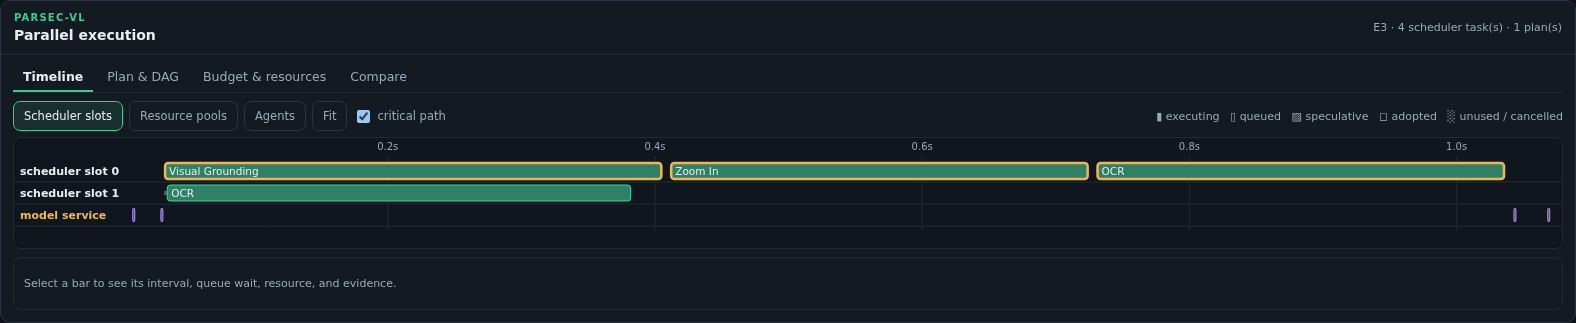 PARSEC-VL
Parallel execution
E3 · 4 scheduler task(s) · 1 plan(s)
Timeline Plan & DAG Budget & resources Compare
Scheduler slots Resource pools Agents Fit critical path executing queued speculative adopted unused / cancelled
0.2s 0.4s 0.6s 0.8s 1.0s
scheduler slot 0 Visual Grounding Zoom In OCR
scheduler slot 1 OCR
model service
Select a bar to see its interval, queue wait, resource, and evidence.